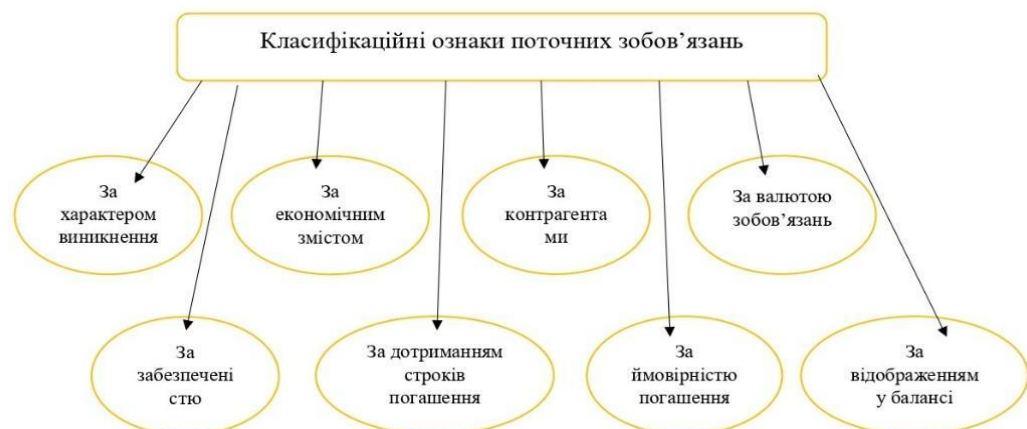 Класифікаційні ознаки поточних зобов’язань
За
характером
виникнення
За
економічним
змістом
За
контрагента
ми
За валютою
зобов’язань
За
забезпечені
стю
За дотриманням
строків
погашення
За
ймовірністю
погашення
За
відображенням
у балансі